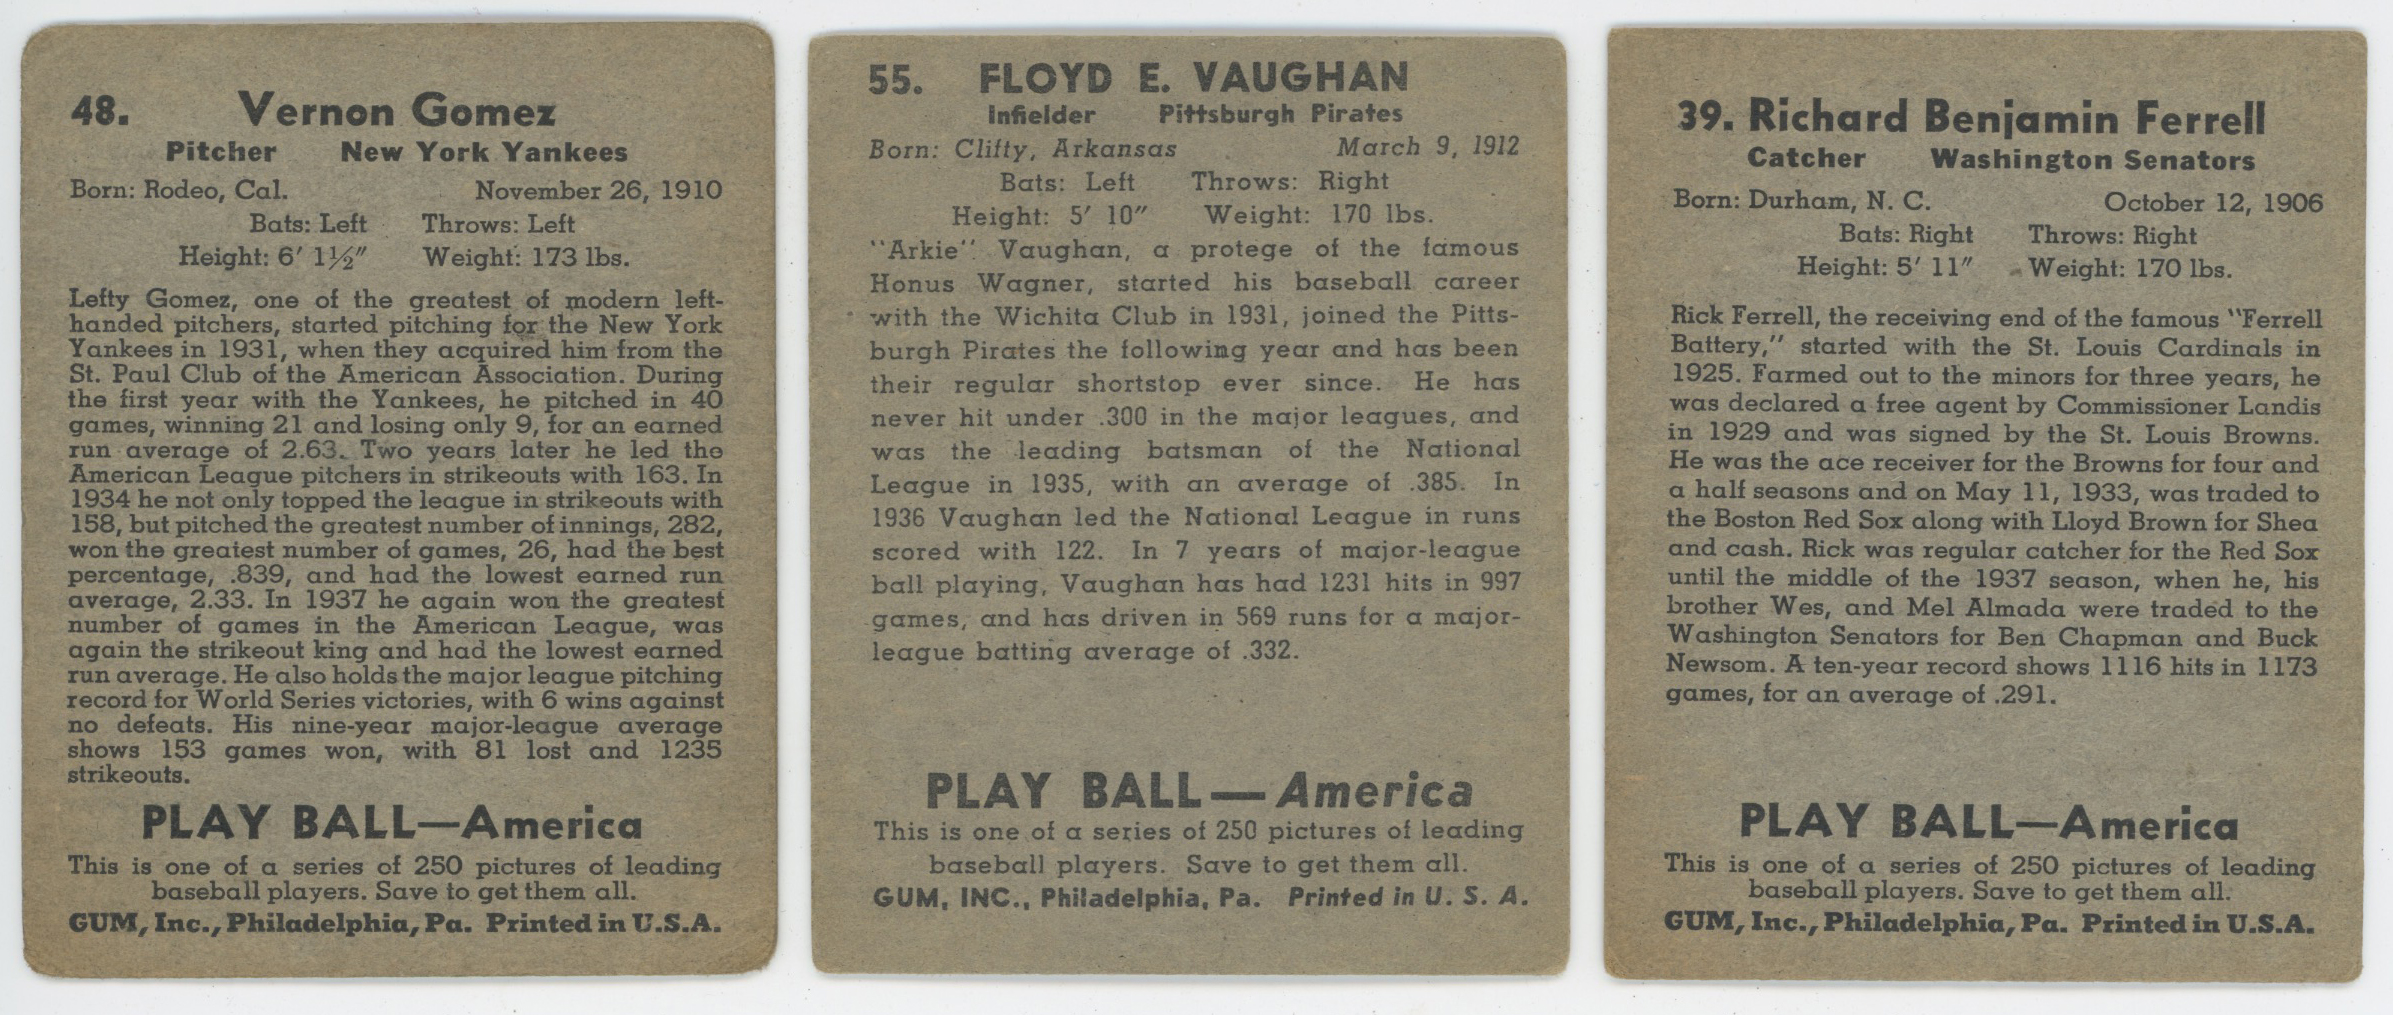 48. Vernon Gomez
Pitcher New York Yankees
Born: Rodeo, Cal. November 26, 1910
Bats: Left Throws: Left
Height: 6′ 1½″ Weight: 173 lbs.
Lefty Gomez, one of the greatest of modern left-
handed pitchers, started pitching for the New York
Yankees in 1931, when they acquired him from the
St. Paul Club of the American Association. During
the first year with the Yankees, he pitched in 40
games, winning 21 and losing only 9, for an earned
run average of 2.63. Two years later he led the
American League pitchers in strikeouts with 163. In
1934 he not only topped the league in strikeouts with
158, but pitched the greatest number of innings, 282,
won the greatest number of games, 26, had the best
percentage, .839, and had the lowest earned run
average, 2.33. In 1937 he again won the greatest
number of games in the American League, was
again the strikeout king and had the lowest earned
run average. He also holds the major league pitching
record for World Series victories, with 6 wins against
no defeats. His nine-year major-league average
shows 153 games won, with 81 lost and 1235
strikeouts.
PLAY BALL—America
This is one of a series of 250 pictures of leading
baseball players. Save to get them all.
GUM, Inc., Philadelphia, Pa. Printed in U.S.A.
55. FLOYD E. VAUGHAN
Infielder Pittsburgh Pirates
Born: Clifty, Arkansas March 9, 1912
Bats: Left Throws: Right
Height: 5′ 10″ Weight: 170 lbs.
"Arkie" Vaughan, a protege of the famous
Honus Wagner, started his baseball career
with the Wichita Club in 1931, joined the Pitts-
burgh Pirates the following year and has been
their regular shortstop ever since. He has
never hit under .300 in the major leagues, and
was the leading batsman of the National
League in 1935, with an average of .385. In
1936 Vaughan led the National League in runs
scored with 122. In 7 years of major-league
ball playing, Vaughan has had 1231 hits in 997
games, and has driven in 569 runs for a major-
league batting average of .332.
PLAY BALL—America
This is one of a series of 250 pictures of leading
baseball players. Save to get them all.
GUM, INC., Philadelphia, Pa. Printed in U. S. A.
39. Richard Benjamin Ferrell
Catcher Washington Senators
Born: Durham, N. C. October 12, 1906
Bats: Right Throws: Right
Height: 5′ 11″ Weight: 170 lbs.
Rick Ferrell, the receiving end of the famous "Ferrell
Battery," started with the St. Louis Cardinals in
1925. Farmed out to the minors for three years, he
was declared a free agent by Commissioner Landis
in 1929 and was signed by the St. Louis Browns.
He was the ace receiver for the Browns for four and
a half seasons and on May 11, 1933, was traded to
the Boston Red Sox along with Lloyd Brown for Shea
and cash. Rick was regular catcher for the Red Sox
until the middle of the 1937 season, when he, his
brother Wes, and Mel Almada were traded to the
Washington Senators for Ben Chapman and Buck
Newsom. A ten-year record shows 1116 hits in 1173
games, for an average of .291.
PLAY BALL—America
This is one of a series of 250 pictures of leading
baseball players. Save to get them all.
GUM, Inc., Philadelphia, Pa. Printed in U.S.A.